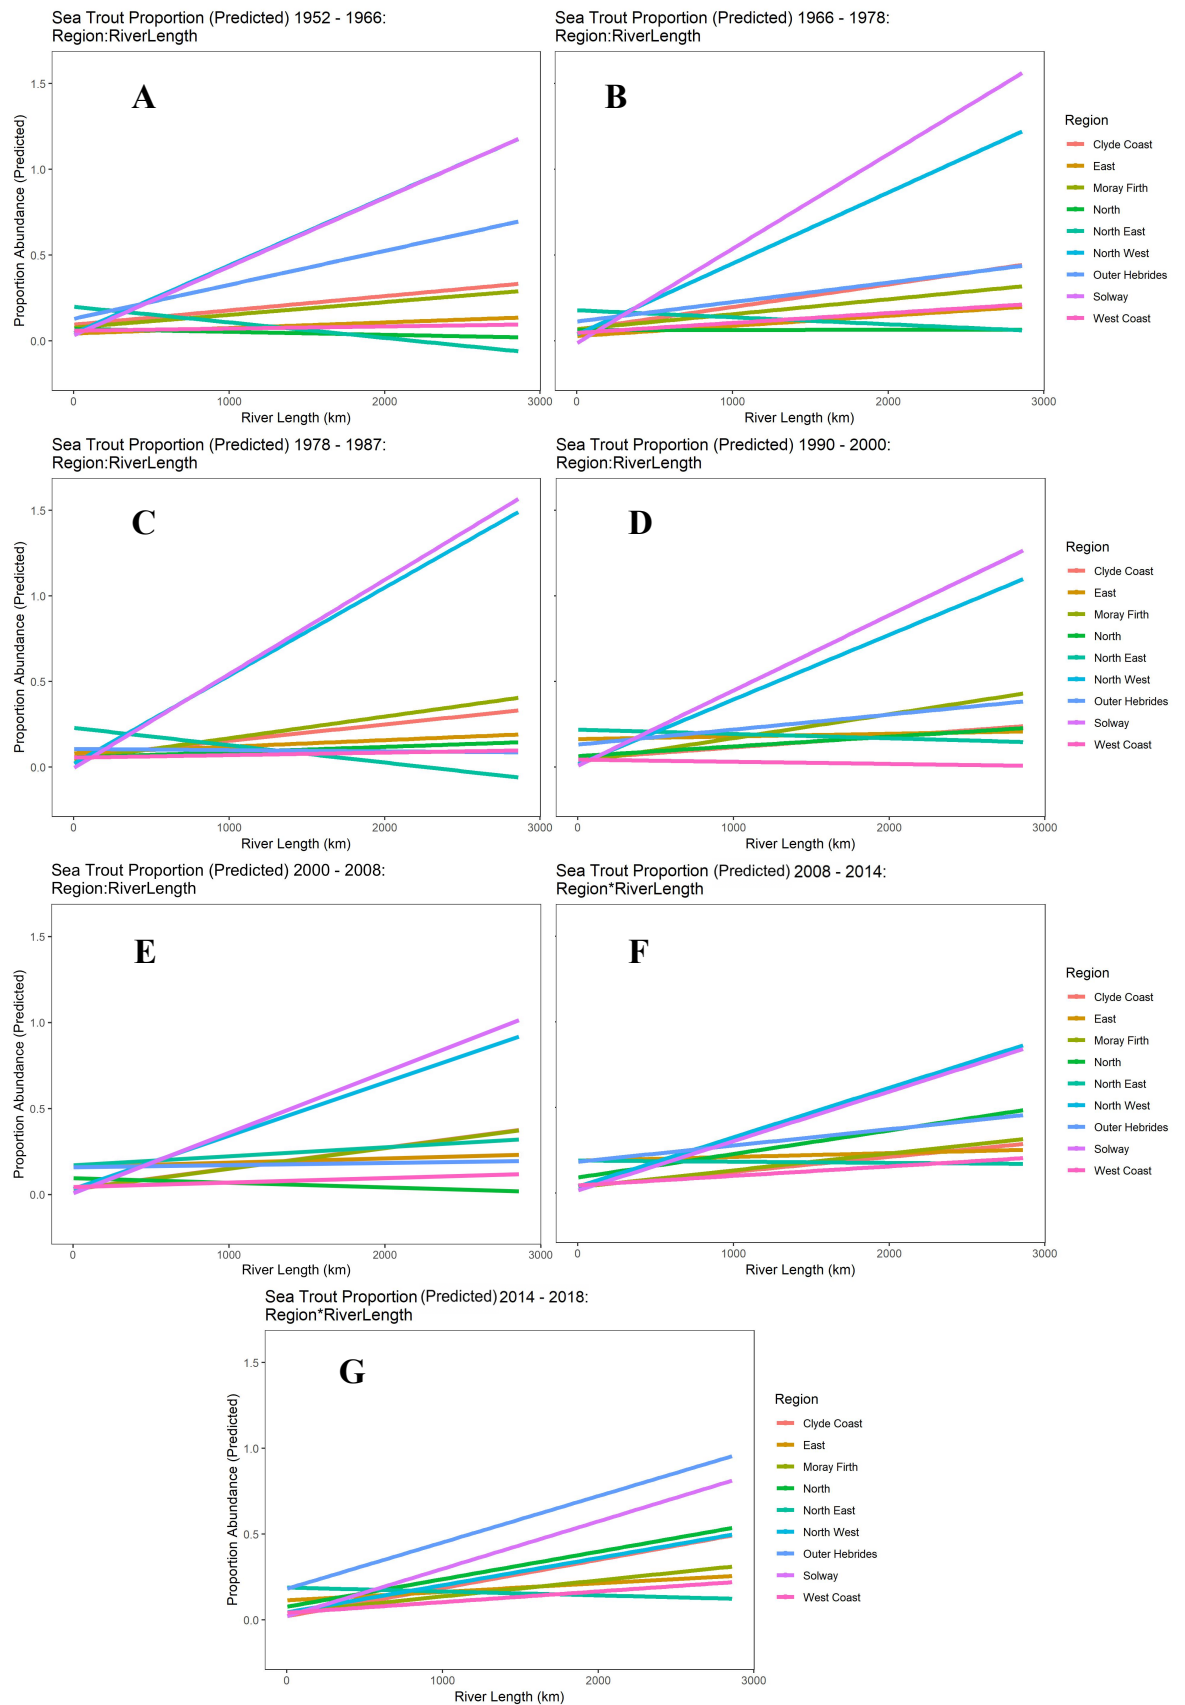 Sea Trout Proportion (Predicted) 1952 - 1966:
Region:RiverLength
A
Proportion Abundance (Predicted)
1.5
1.0
0.5
0.0
0
1000
2000
3000
River Length (km)
Sea Trout Proportion (Predicted) 1966 - 1978:
Region:RiverLength
B
0
1000
2000
3000
River Length (km)
Region
Clyde Coast
East
Moray Firth
North
North East
North West
Outer Hebrides
Solway
West Coast
Sea Trout Proportion (Predicted) 1978 - 1987:
Region:RiverLength
C
Proportion Abundance (Predicted)
1.5
1.0
0.5
0.0
0
1000
2000
3000
River Length (km)
Sea Trout Proportion (Predicted) 1990 - 2000:
Region:RiverLength
D
0
1000
2000
3000
River Length (km)
Region
Clyde Coast
East
Moray Firth
North
North East
North West
Outer Hebrides
Solway
West Coast
Sea Trout Proportion (Predicted) 2000 - 2008:
Region:RiverLength
E
Proportion Abundance (Predicted)
1.5
1.0
0.5
0.0
0
1000
2000
3000
River Length (km)
Sea Trout Proportion (Predicted) 2008 - 2014:
Region*RiverLength
F
0
1000
2000
3000
River Length (km)
Region
Clyde Coast
East
Moray Firth
North
North East
North West
Outer Hebrides
Solway
West Coast
Sea Trout Proportion (Predicted) 2014 - 2018:
Region*RiverLength
G
Proportion Abundance (Predicted)
1.5
1.0
0.5
0.0
0
1000
2000
3000
River Length (km)
Region
Clyde Coast
East
Moray Firth
North
North East
North West
Outer Hebrides
Solway
West Coast